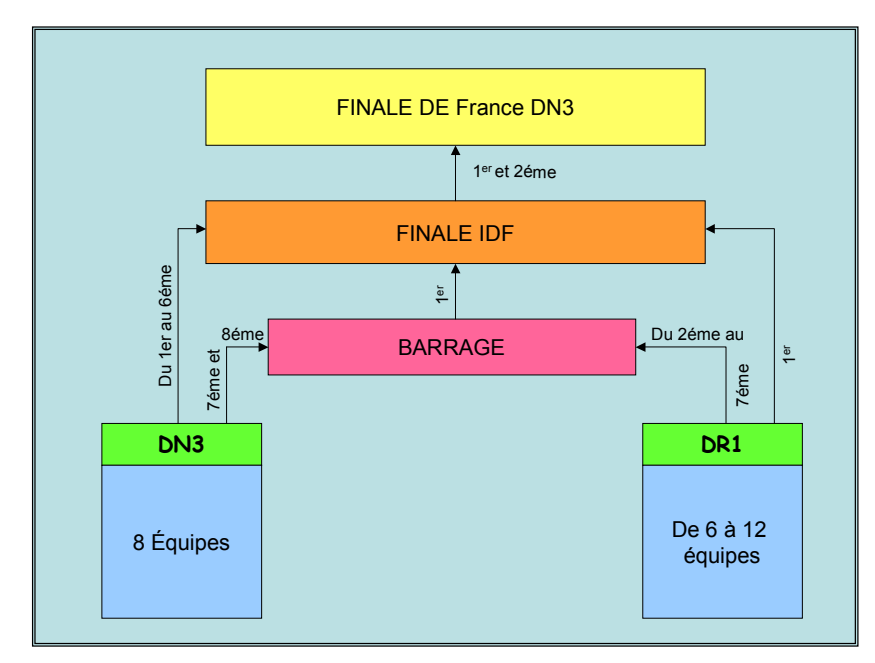 FINALE DE France DN3
1er et 2éme
FINALE IDF
Du 1er au 6éme
1er
1er
8éme
7éme et
BARRAGE
Du 2éme au
7éme
DN3
DR1
8 Équipes
De 6 à 12
équipes